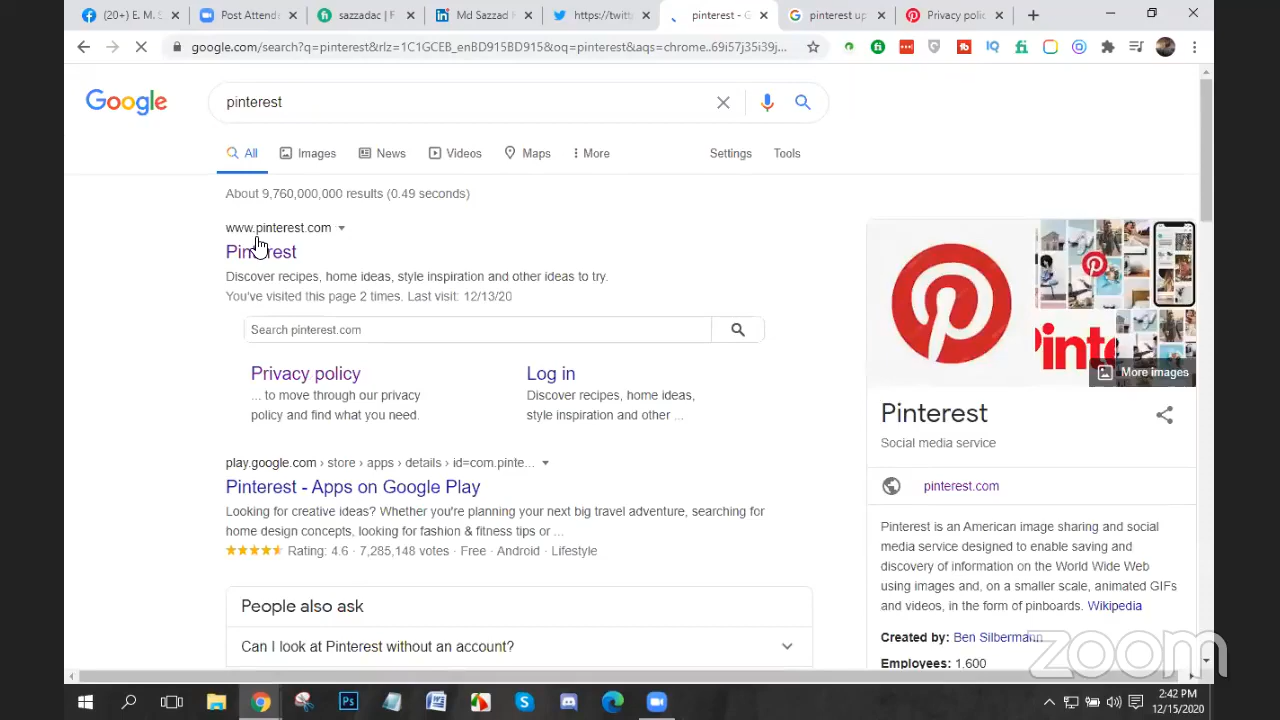 (20+) E. M. S
Post Attend
sazzadac | F
Md Sazzad H
https://twitt
pinterest - G
pinterest up
Privacy polic
google.com/search?q=pinterest&rlz=1C1GCEB_enBD915BD915&oq=pinterest&aqs=chrome..69i57j35i39j...
Google
pinterest
All
Images
News
Videos
Maps
More
Settings
Tools
About 9,760,000,000 results (0.49 seconds)
www.pinterest.com
Pinterest
Discover recipes, home ideas, style inspiration and other ideas to try.
You've visited this page 2 times. Last visit: 12/13/20
Search pinterest.com
Privacy policy
... to move through our privacy
policy and find what you need.
Log in
Discover recipes, home ideas,
style inspiration and other ...
play.google.com › store › apps › details › id=com.pinte...
Pinterest - Apps on Google Play
Looking for creative ideas? Whether you're planning your next big travel adventure, searching for
home design concepts, looking for fashion & fitness tips or ...
Rating: 4.6 · 7,285,148 votes · Free · Android · Lifestyle
People also ask
Can I look at Pinterest without an account?
Pinte
More images
Pinterest
Social media service
pinterest.com
Pinterest is an American image sharing and social
media service designed to enable saving and
discovery of information on the World Wide Web
using images and, on a smaller scale, animated GIFs
and videos, in the form of pinboards. Wikipedia
Created by: Ben Silbermann
Employees: 1,600
zoom
2:42 PM
12/15/2020